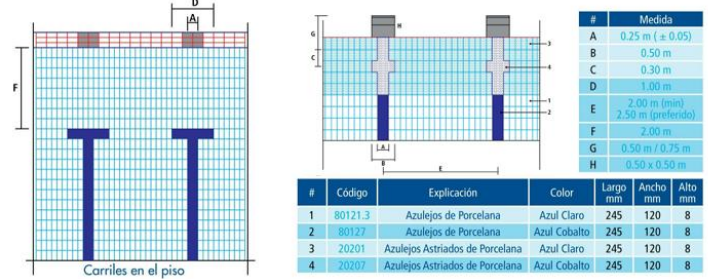 D
A
F
Carriles en el piso
G
H
C
3
4
1
2
A
B
E
# Medida
A 0.25 m ( ± 0.05)
B 0.50 m
C 0.30 m
D 1.00 m
E 2.00 m (min)
2.50 m (preferido)
F 2.00 m
G 0.50 m / 0.75 m
H 0.50 x 0.50 m
# Código Explicación Color Largo mm Ancho mm Alto mm
1 80121.3 Azulejos de Porcelana Azul Claro 245 120 8
2 80127 Azulejos de Porcelana Azul Cobalto 245 120 8
3 20201 Azulejos Astriados de Porcelana Azul Claro 245 120 8
4 20207 Azulejos Astriados de Porcelana Azul Cobalto 245 120 8